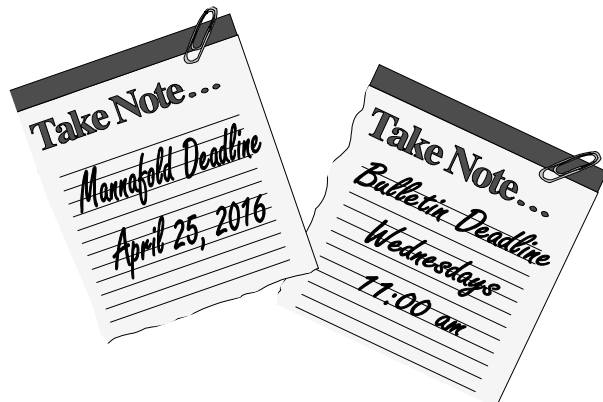 Take Note...
Mannafold Deadline
April 25, 2016
Take Note...
Bulletin Deadline
Wednesdays
11:00 am